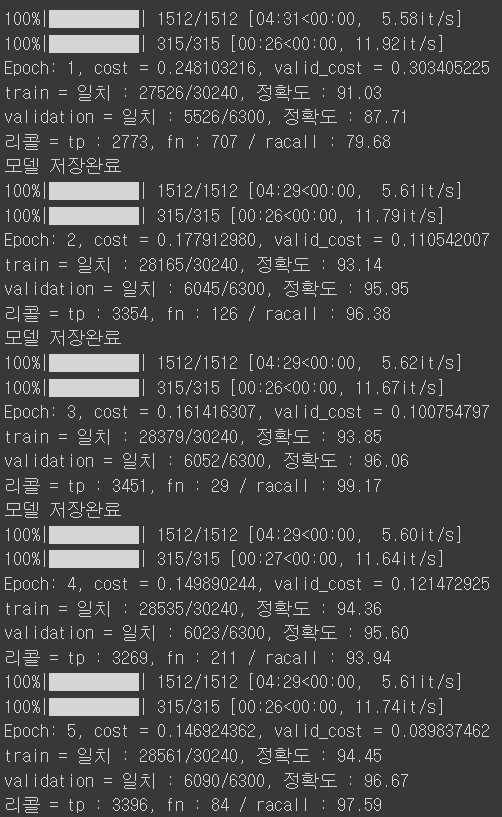 100%|██████████| 1512/1512 [04:31<00:00,  5.58it/s]
100%|██████████| 315/315 [00:26<00:00, 11.92it/s]
Epoch: 1, cost = 0.248103216, valid_cost = 0.303405225
train = 일치 : 27526/30240, 정확도 : 91.03
validation = 일치 : 5526/6300, 정확도 : 87.71
리콜 = tp : 2773, fn : 707 / racall : 79.68
모델 저장완료
100%|██████████| 1512/1512 [04:29<00:00,  5.61it/s]
100%|██████████| 315/315 [00:26<00:00, 11.79it/s]
Epoch: 2, cost = 0.177912980, valid_cost = 0.110542007
train = 일치 : 28165/30240, 정확도 : 93.14
validation = 일치 : 6045/6300, 정확도 : 95.95
리콜 = tp : 3354, fn : 126 / racall : 96.38
모델 저장완료
100%|██████████| 1512/1512 [04:29<00:00,  5.62it/s]
100%|██████████| 315/315 [00:26<00:00, 11.67it/s]
Epoch: 3, cost = 0.161416307, valid_cost = 0.100754797
train = 일치 : 28379/30240, 정확도 : 93.85
validation = 일치 : 6052/6300, 정확도 : 96.06
리콜 = tp : 3451, fn : 29 / racall : 99.17
모델 저장완료
100%|██████████| 1512/1512 [04:29<00:00,  5.60it/s]
100%|██████████| 315/315 [00:27<00:00, 11.64it/s]
Epoch: 4, cost = 0.149890244, valid_cost = 0.121472925
train = 일치 : 28535/30240, 정확도 : 94.36
validation = 일치 : 6023/6300, 정확도 : 95.60
리콜 = tp : 3269, fn : 211 / racall : 93.94
100%|██████████| 1512/1512 [04:29<00:00,  5.61it/s]
100%|██████████| 315/315 [00:26<00:00, 11.74it/s]
Epoch: 5, cost = 0.146924362, valid_cost = 0.089837462
train = 일치 : 28561/30240, 정확도 : 94.45
validation = 일치 : 6090/6300, 정확도 : 96.67
리콜 = tp : 3396, fn : 84 / racall : 97.59